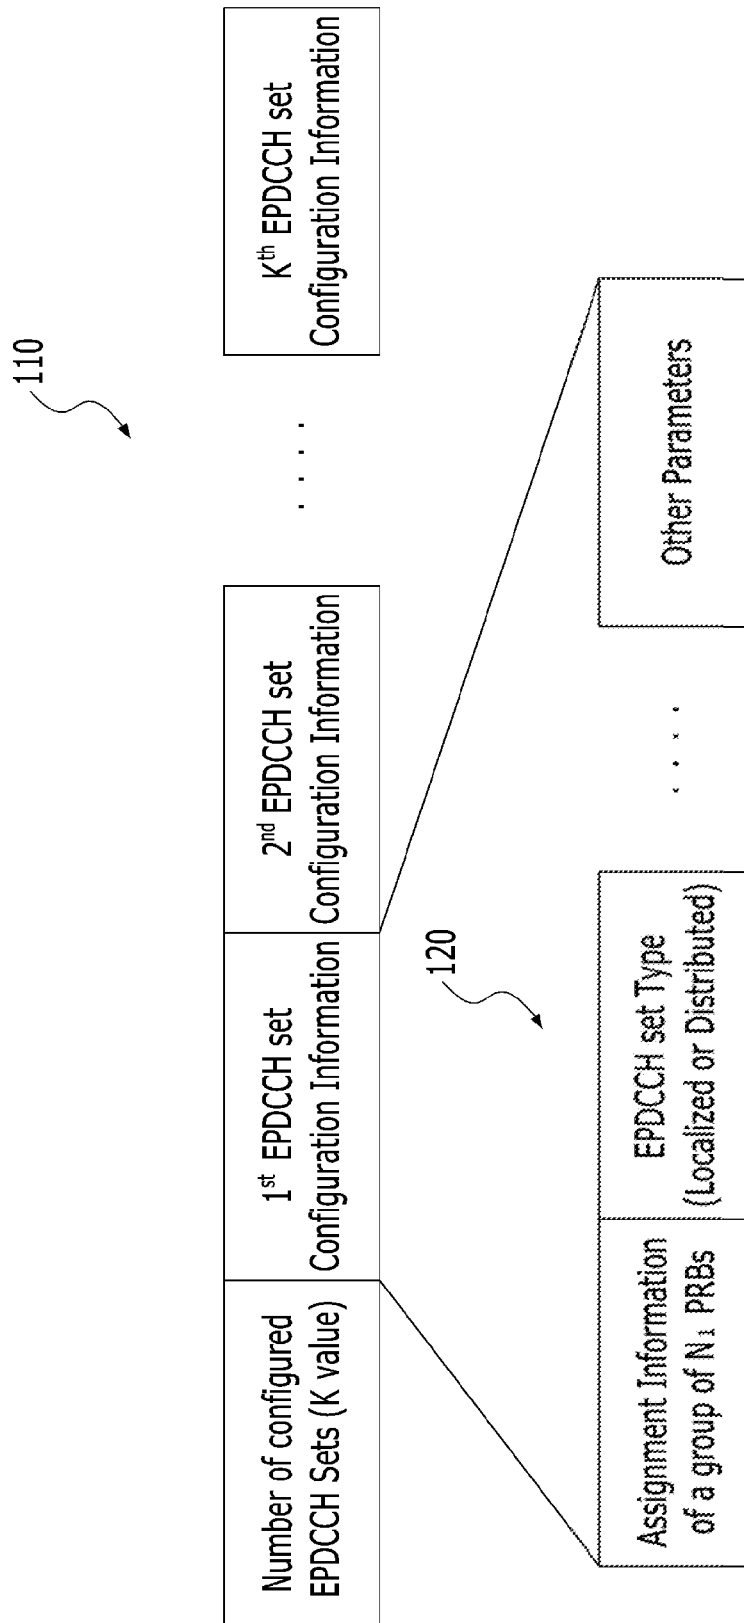 110
Number of configured
EPDCCH Sets (K value)
1st EPDCCH set
Configuration Information
2nd EPDCCH set
Configuration Information
. . . .
Kth EPDCCH set
Configuration Information
120
Assignment Information
of a group of N₁ PRBs
EPDCCH set Type
(Localized or Distributed)
. . . .
Other Parameters